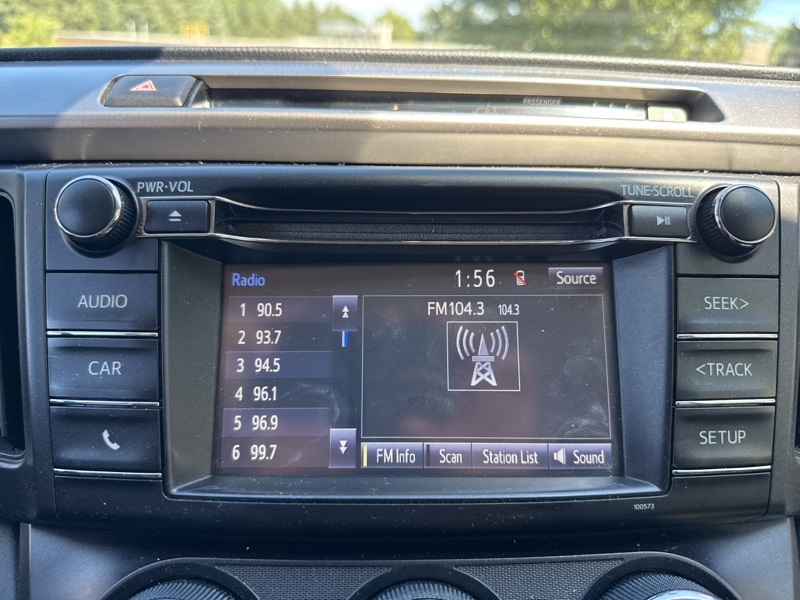 PASSENGER
PWR·VOL
TUNE·SCROLL
AUDIO
CAR
Radio
1:56
Source
1 90.5
2 93.7
3 94.5
4 96.1
5 96.9
6 99.7
FM104.3 104.3
FM Info
Scan
Station List
Sound
SEEK>
<TRACK
SETUP
100573